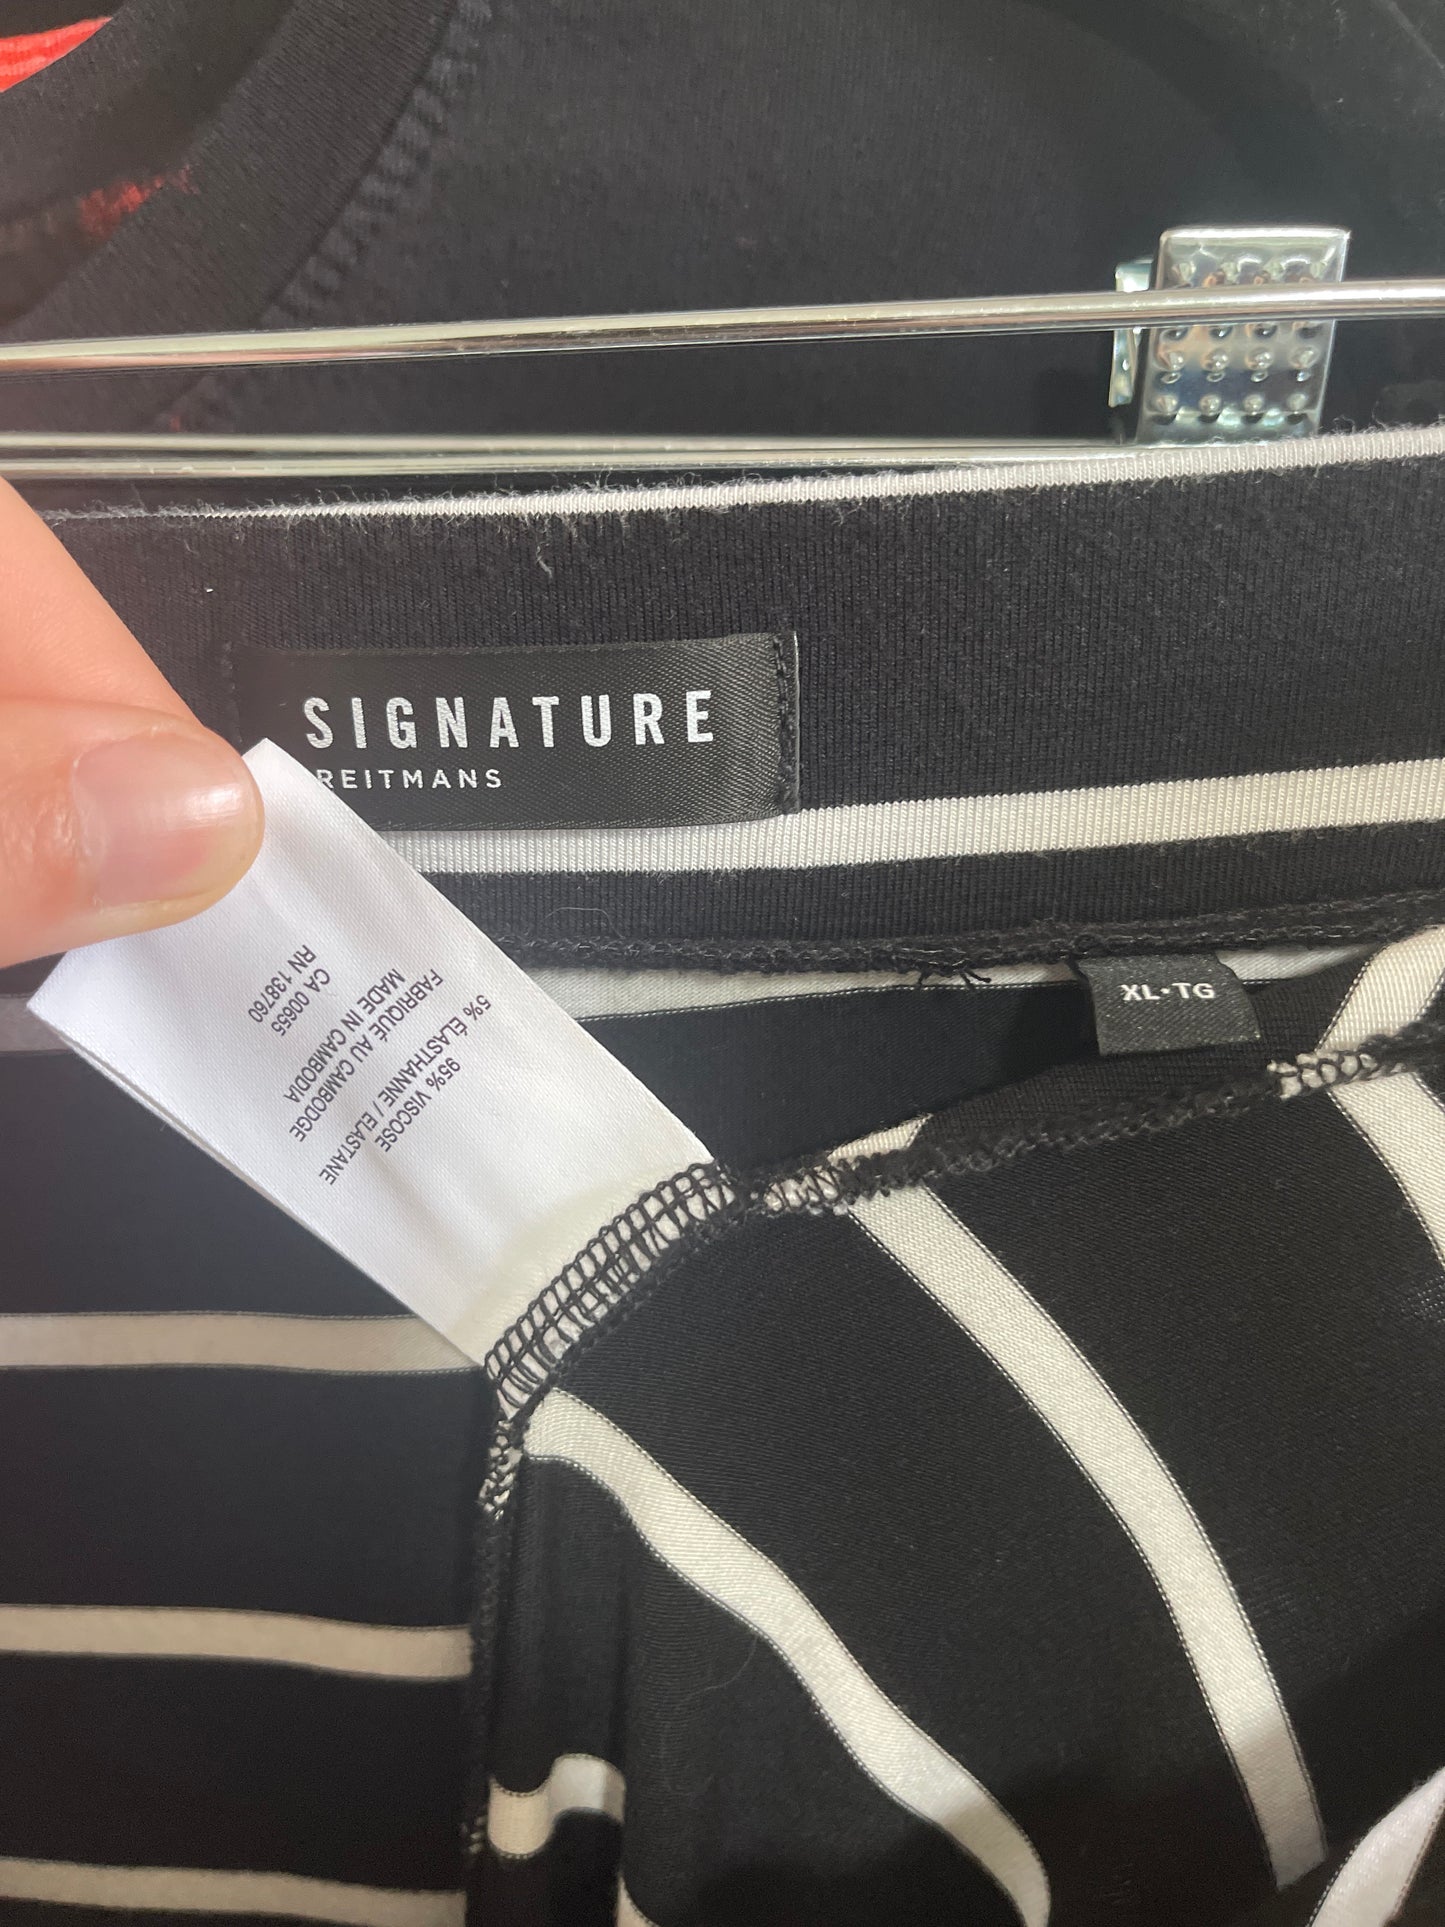 SIGNATURE
REITMANS
XL•TG
95% VISCOSE
5% ÉLASTHANNE / ELASTANE
FABRIQUÉ AU CAMBODGE
MADE IN CAMBODIA
CA 00655
RN 138760